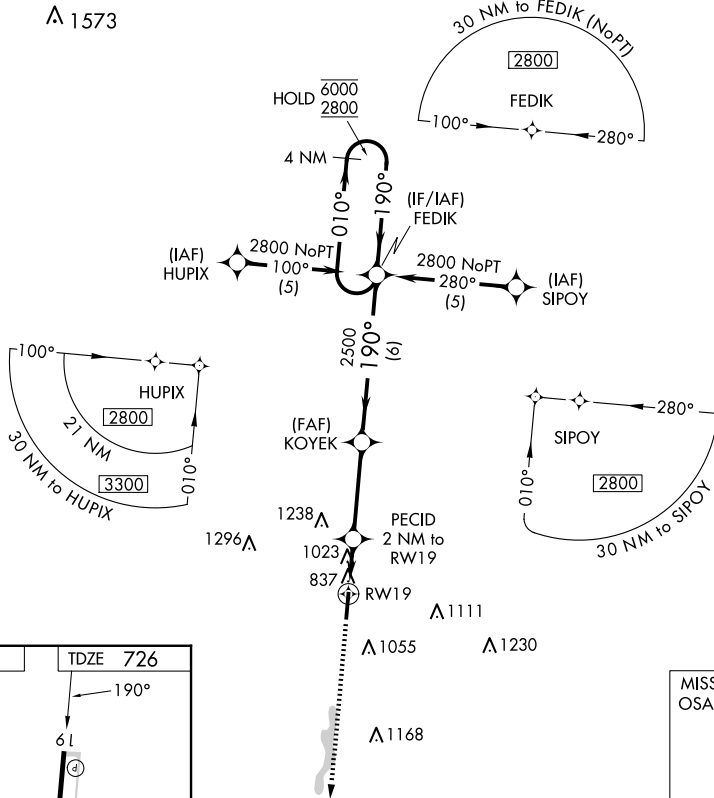 1573
30 NM to FEDIK (NoPT)
2800
FEDIK
100°
280°
HOLD 6000
2800
4 NM
010°
190°
(IF/IAF)
FEDIK
(IAF)
HUPIX
2800 NoPT
100°
(5)
2800 NoPT
280°
(5)
(IAF)
SIPOY
2500
190°
(6)
100°
HUPIX
2800
21 NM
3300
30 NM to HUPIX
010°
280°
SIPOY
2800
010°
30 NM to SIPOY
(FAF)
KOYEK
1238
1296
PECID
2 NM to
RW19
1023
837
RW19
1111
1055
1230
1168
TDZE 726
190°
19
P
MISS
OSA